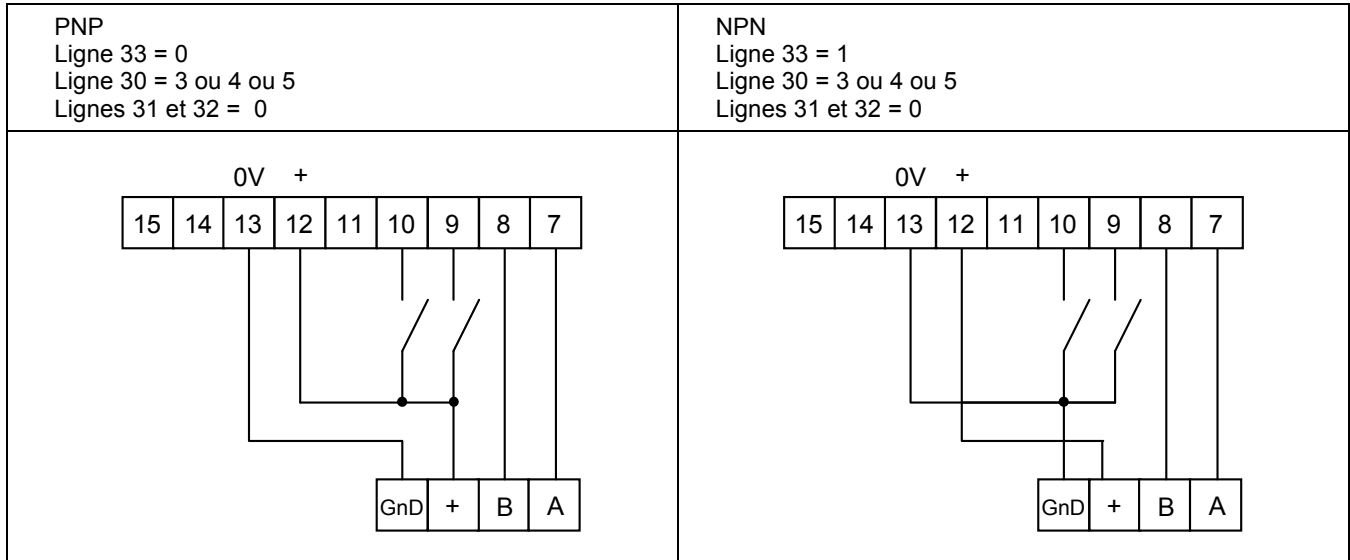 PNP
Ligne 33 = 0
Ligne 30 = 3 ou 4 ou 5
Lignes 31 et 32 = 0
NPN
Ligne 33 = 1
Ligne 30 = 3 ou 4 ou 5
Lignes 31 et 32 = 0
0V +
15 14 13 12 11 10 9 8 7
GnD + B A
0V +
15 14 13 12 11 10 9 8 7
GnD + B A